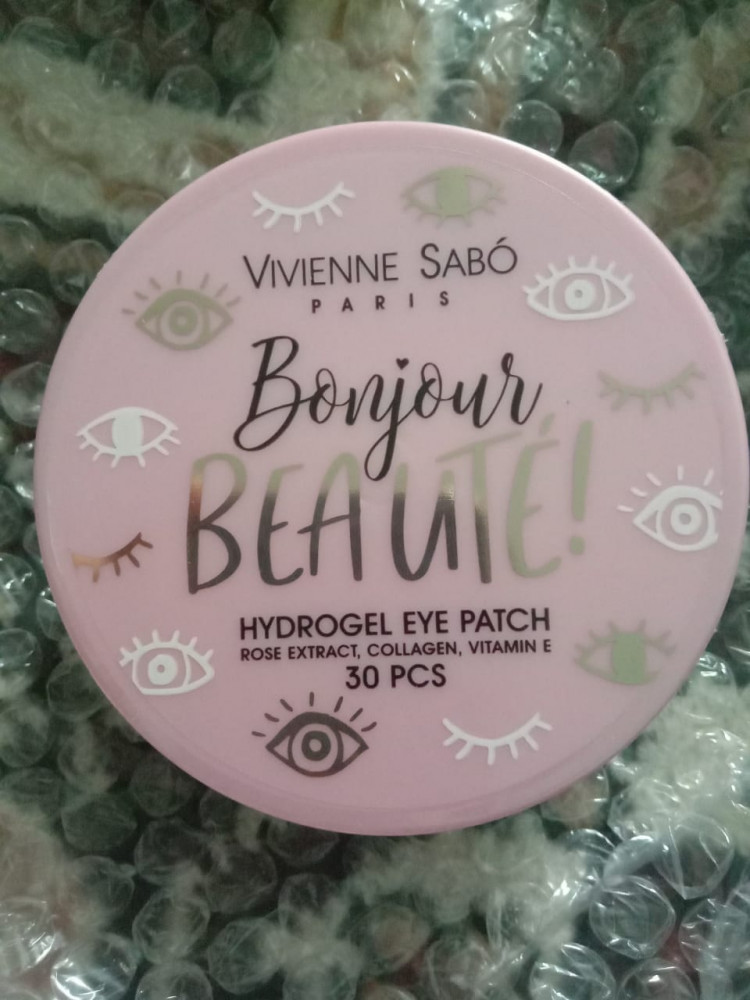 VIVIENNE SABÓ
PARIS
Bonjour
BEAUTÉ!
HYDROGEL EYE PATCH
ROSE EXTRACT, COLLAGEN, VITAMIN E
30 PCS